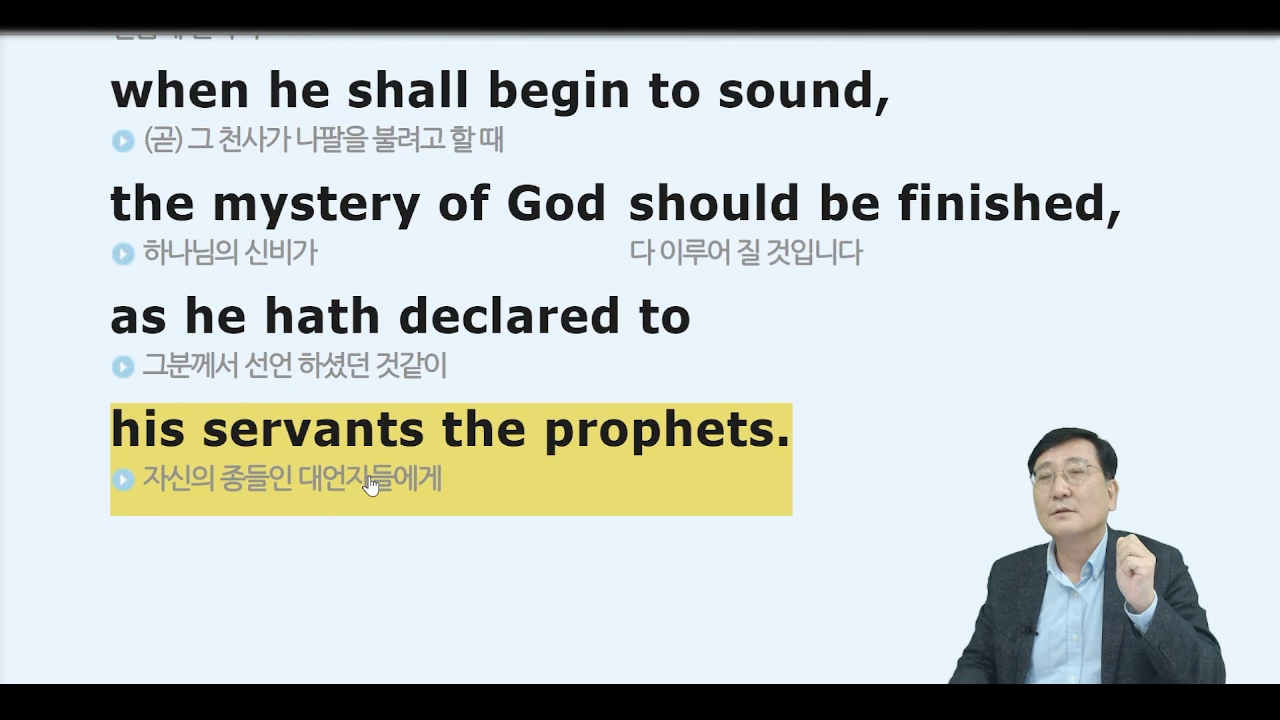 when he shall begin to sound,
(곧) 그 천사가 나팔을 불려고 할 때
the mystery of God should be finished,
하나님의 신비가 다 이루어 질 것입니다
as he hath declared to
그분께서 선언 하셨던 것같이
his servants the prophets.
자신의 종들인 대언자들에게